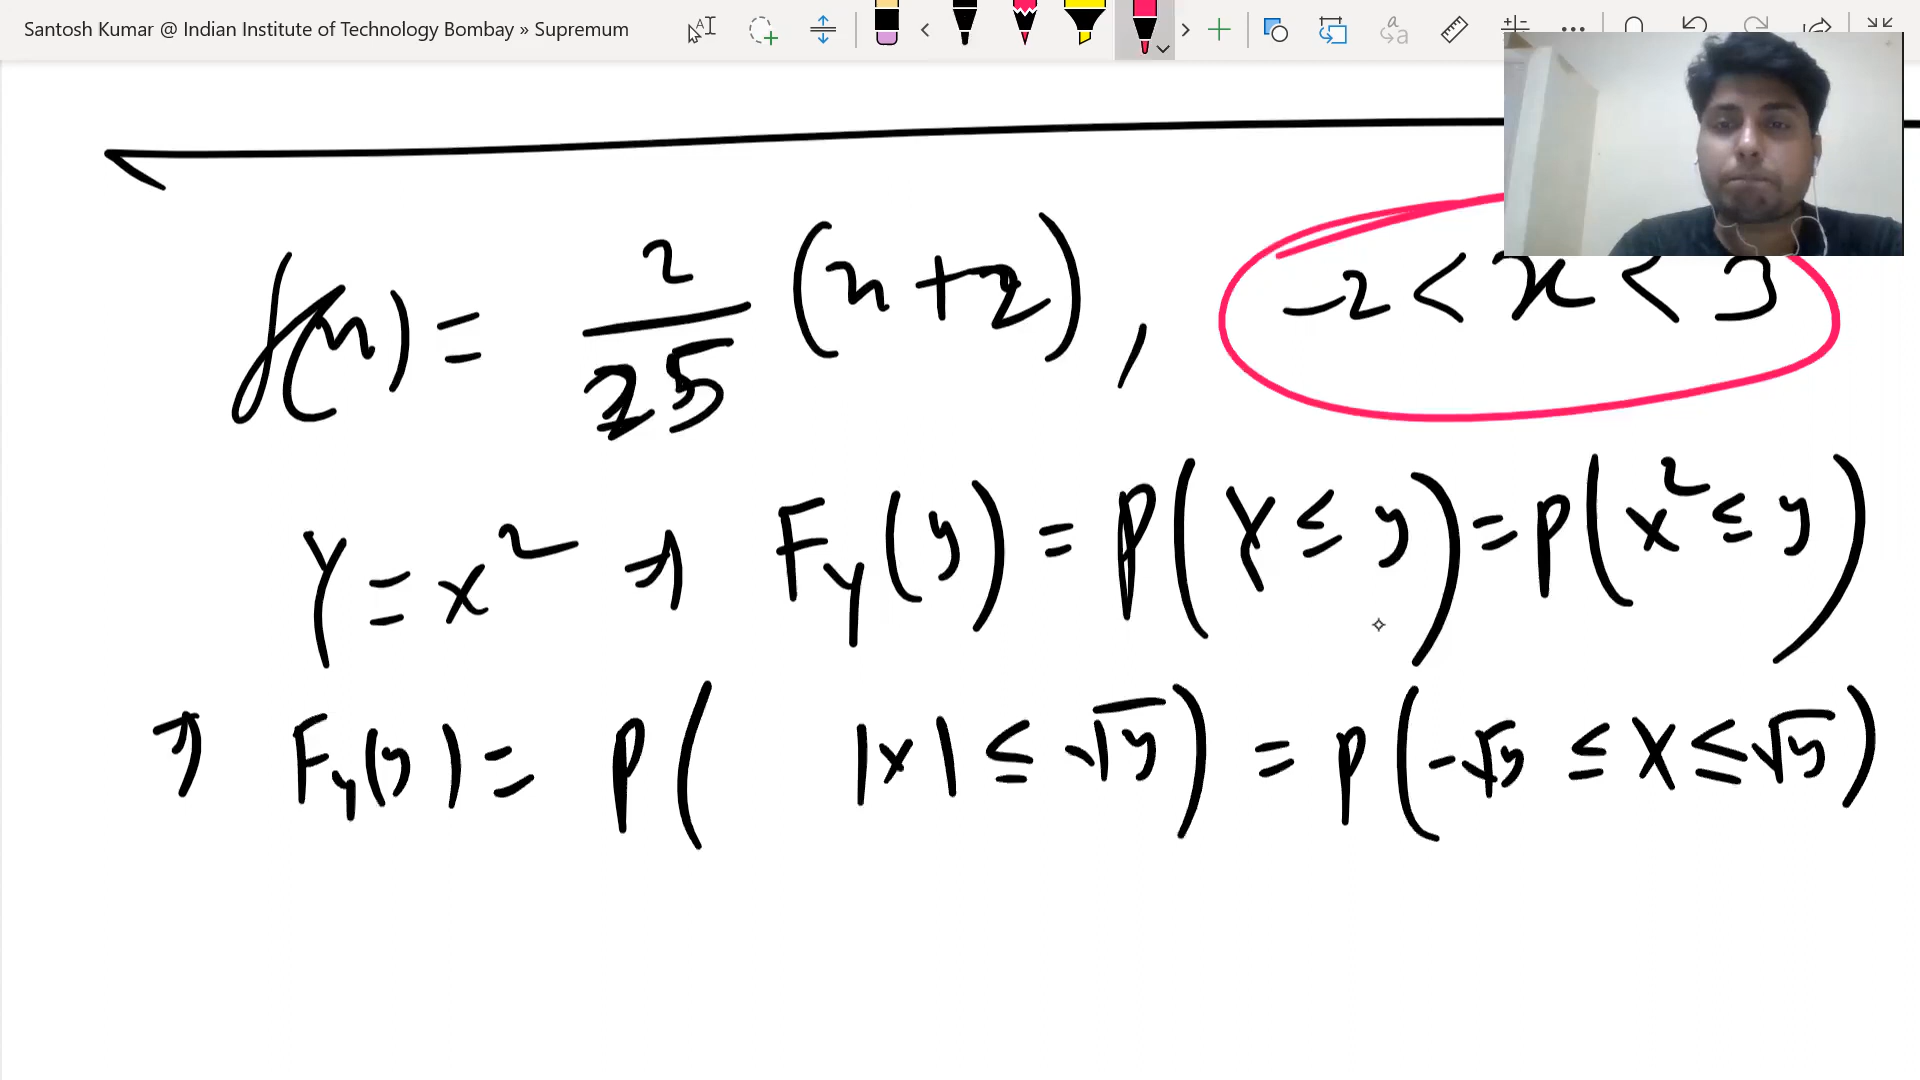 Santosh Kumar @ Indian Institute of Technology Bombay » Supremum
f(x) = 2/25 (x+2), -2 < x < 3
Y = x² ⇒ F_Y(y) = P(Y ≤ y) = P(x² ≤ y)
⇒ F_Y(y) = P( |x| ≤ √y) = P(-√y ≤ X ≤ √y)